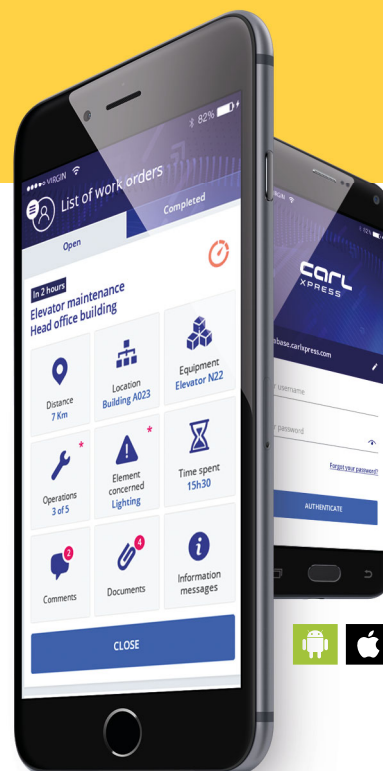 VIRGIN
82%
List of work orders
Open
Completed
In 2 hours
Elevator maintenance
Head office building
Distance
7 Km
Location
Building A023
Equipment
Elevator N22
*
Operations
3 of 5
*
Element
concerned
Lighting
Time spent
15h30
2
Comments
4
Documents
Information
messages
CLOSE
carl
XPRESS
base.carlxpress.com
username
password
Forgot your password?
AUTHENTICATE